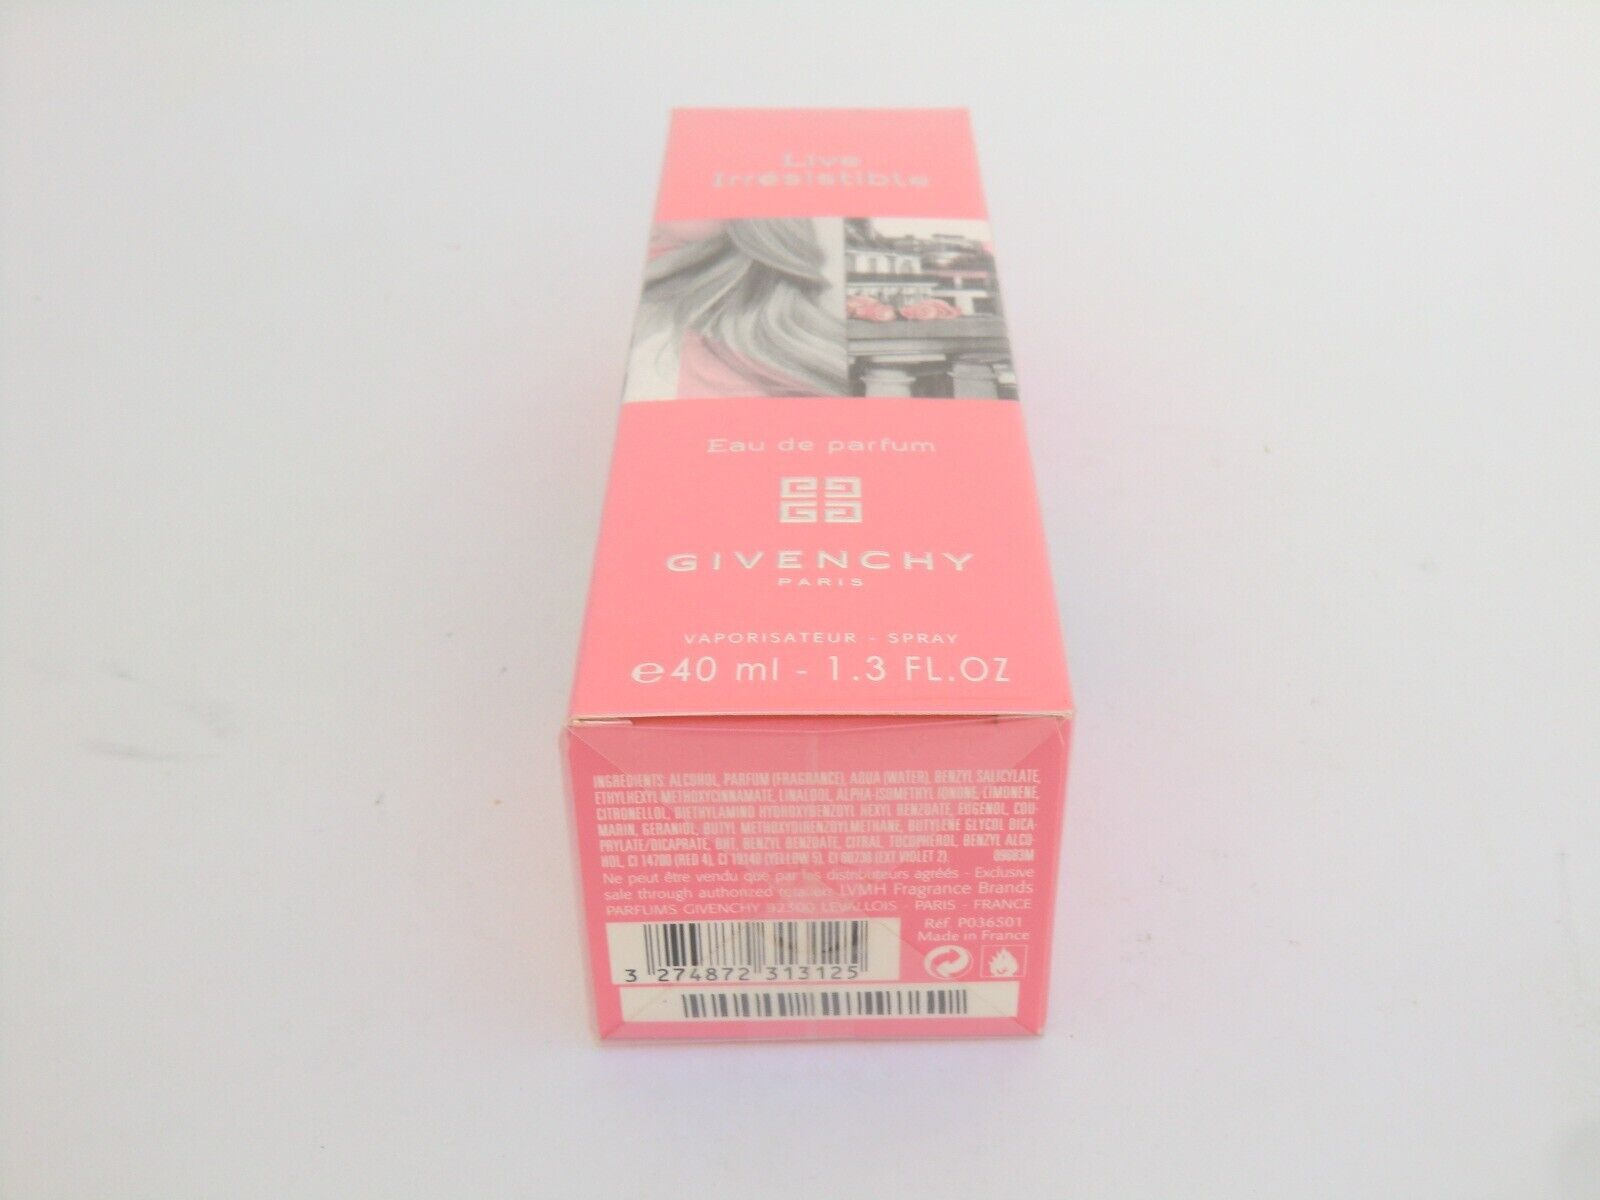 Live
Irrésistible
Eau de parfum
GIVENCHY
PARIS
VAPORISATEUR - SPRAY
e 40 ml - 1.3 FL.OZ
INGREDIENTS: ALCOHOL, PARFUM (FRAGRANCE), AQUA (WATER), BENZYL SALICYLATE,
ETHYLHEXYL METHOXYCINNAMATE, LINALOOL, ALPHA-ISOMETHYL IONONE, LIMONENE,
CITRONELLOL, DIETHYLAMINO HYDROXYBENZOYL HEXYL BENZOATE, EUGENOL, COU-
MARIN, GERANIOL, BUTYL METHOXYDIBENZOYLMETHANE, BUTYLENE GLYCOL DICA-
PRYLATE/DICAPRATE, BHT, BENZYL BENZOATE, CITRAL, TOCOPHEROL, BENZYL ALCO-
HOL, CI 14700 (RED 4), CI 19140 (YELLOW 5), CI 60730 (EXT VIOLET 2). 09683M
Ne peut être vendu que par les distributeurs agréés - Exclusive
sale through authorized retailers LVMH Fragrance Brands
PARFUMS GIVENCHY 92300 LEVALLOIS - PARIS - FRANCE
Réf P036501
Made in France
3 274872 313125